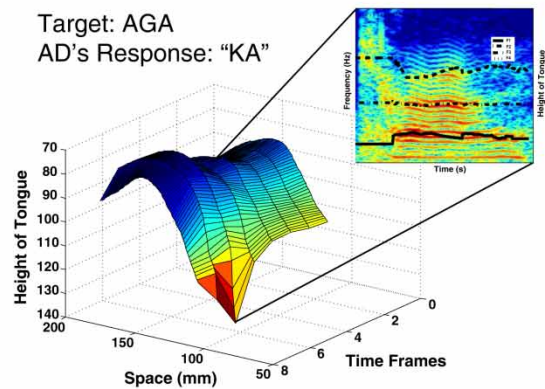 Target: AGA
AD's Response: "KA"
Frequency (Hz)
F1
F2
F3
F4
Height of Tongue
Time (s)
Height of Tongue
70
80
90
100
110
120
130
140
200
150
100
50
Space (mm)
8
6
4
2
0
Time Frames